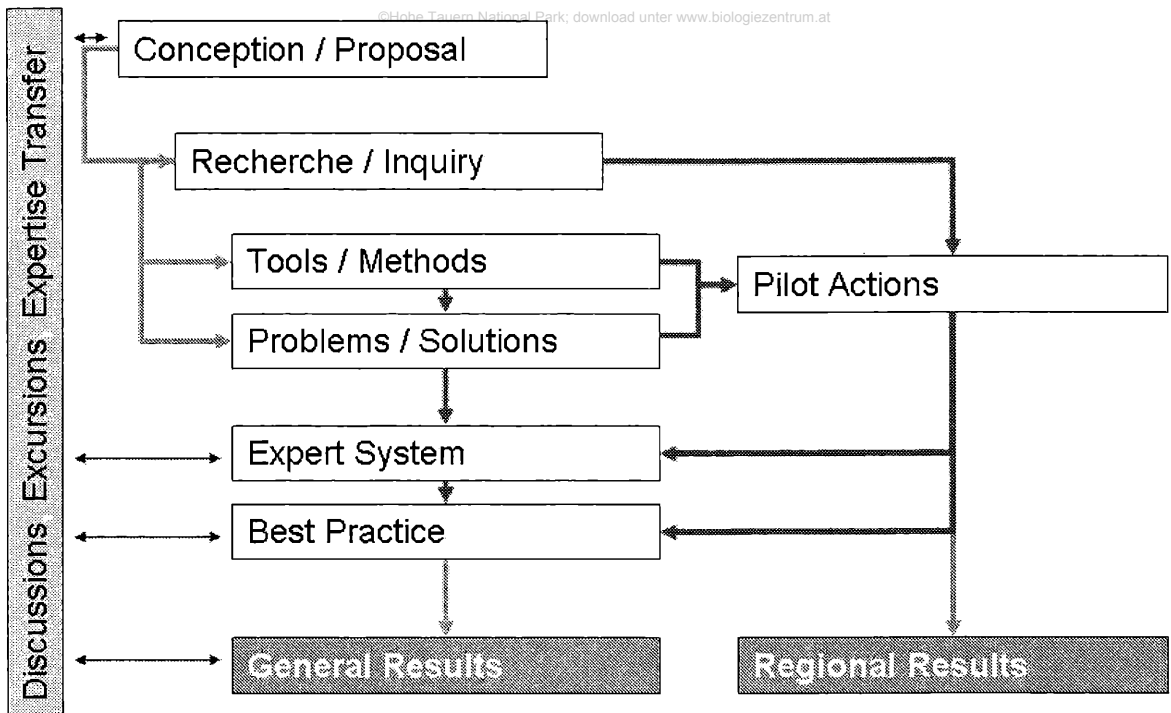 ©Hohe Tauern National Park; download unter www.biologiezentrum.at
Discussions, Excursions, Expertise Transfer
Conception / Proposal
Recherche / Inquiry
Tools / Methods
Pilot Actions
Problems / Solutions
Expert System
Best Practice
General Results
Regional Results